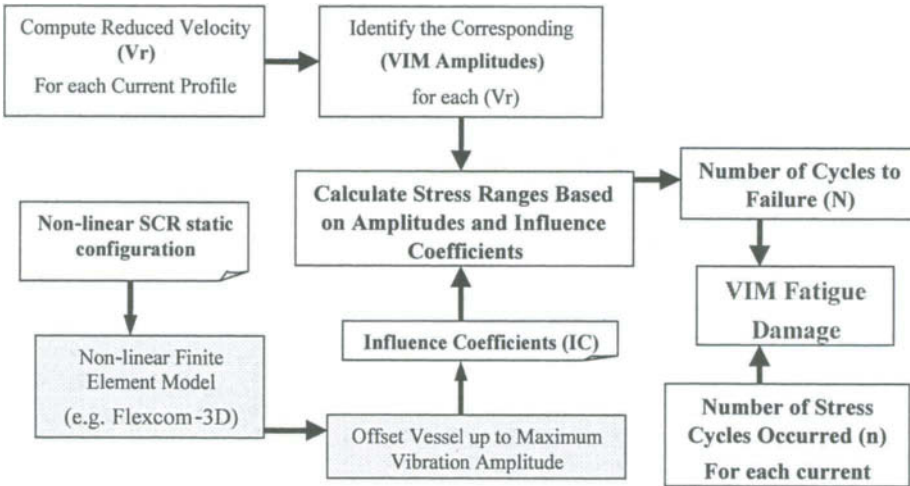 Compute Reduced Velocity
(Vr)
For each Current Profile
Identify the Corresponding
(VIM Amplitudes)
for each (Vr)
Calculate Stress Ranges Based
on Amplitudes and Influence
Coefficients
Number of Cycles to
Failure (N)
Non-linear SCR static
configuration
VIM Fatigue
Damage
Influence Coefficients (IC)
Non-linear Finite
Element Model
(e.g. Flexcom-3D)
Offset Vessel up to Maximum
Vibration Amplitude
Number of Stress
Cycles Occurred (n)
For each current